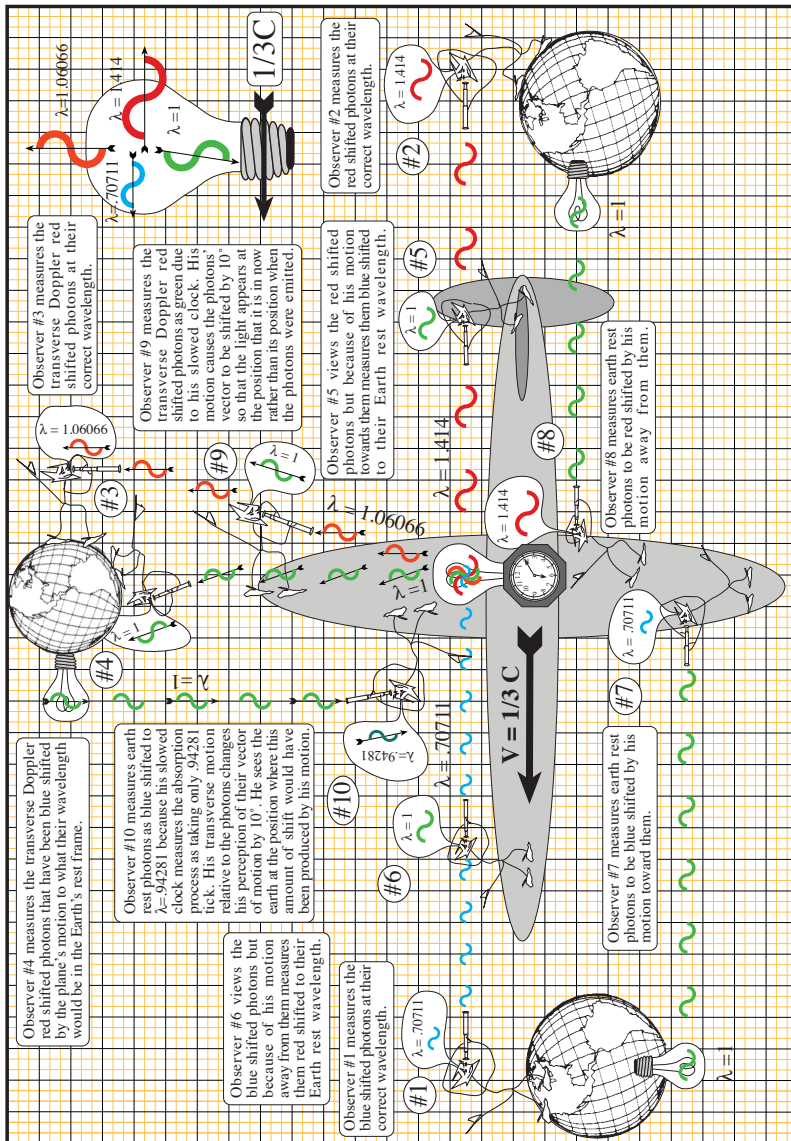 Observer #4 measures the transverse Doppler
red shifted photons that have been blue shifted
by the plane's motion to what their wavelength
would be in the Earth's rest frame.
#4
λ=1
λ=1
Observer #3 measures the
transverse Doppler red
shifted photons at their
correct wavelength.
#3
λ = 1.06066
λ=1.06066
λ = 1.414
λ=.70711
λ=1
1/3C
Observer #10 measures earth
rest photons as blue shifted to
λ=.94281 because his slowed
clock measures the absorption
process as taking only .94281
tick. His transverse motion
relative to the photons changes
his perception of their vector
of motion by 10°. He sees the
earth at the position where this
amount of shift would have
been produced by his motion.
#10
λ=.94281
Observer #9 measures the
transverse Doppler red
shifted photons as green due
to his slowed clock. His
motion causes the photons'
vector to be shifted by 10°
so that the light appears at
the position that it is in now
rather than its position when
the photons were emitted.
#9
λ=1
λ = 1.06066
λ=1
Observer #6 views the
blue shifted photons but
because of his motion
away from them measures
them red shifted to their
Earth rest wavelength.
#6
λ=1
λ = .70711
Observer #5 views the red shifted
photons but because of his motion
towards them measures them blue shifted
to their Earth rest wavelength.
#5
λ=1
λ = 1.414
Observer #1 measures the
blue shifted photons at their
correct wavelength.
#1
λ = .70711
Observer #2 measures the
red shifted photons at their
correct wavelength.
#2
λ = 1.414
V = 1/3 C
#8
λ=1.414
Observer #7 measures earth rest
photons to be blue shifted by his
motion toward them.
#7
λ = .70711
Observer #8 measures earth rest
photons to be red shifted by his
motion away from them.
λ=1
λ=1